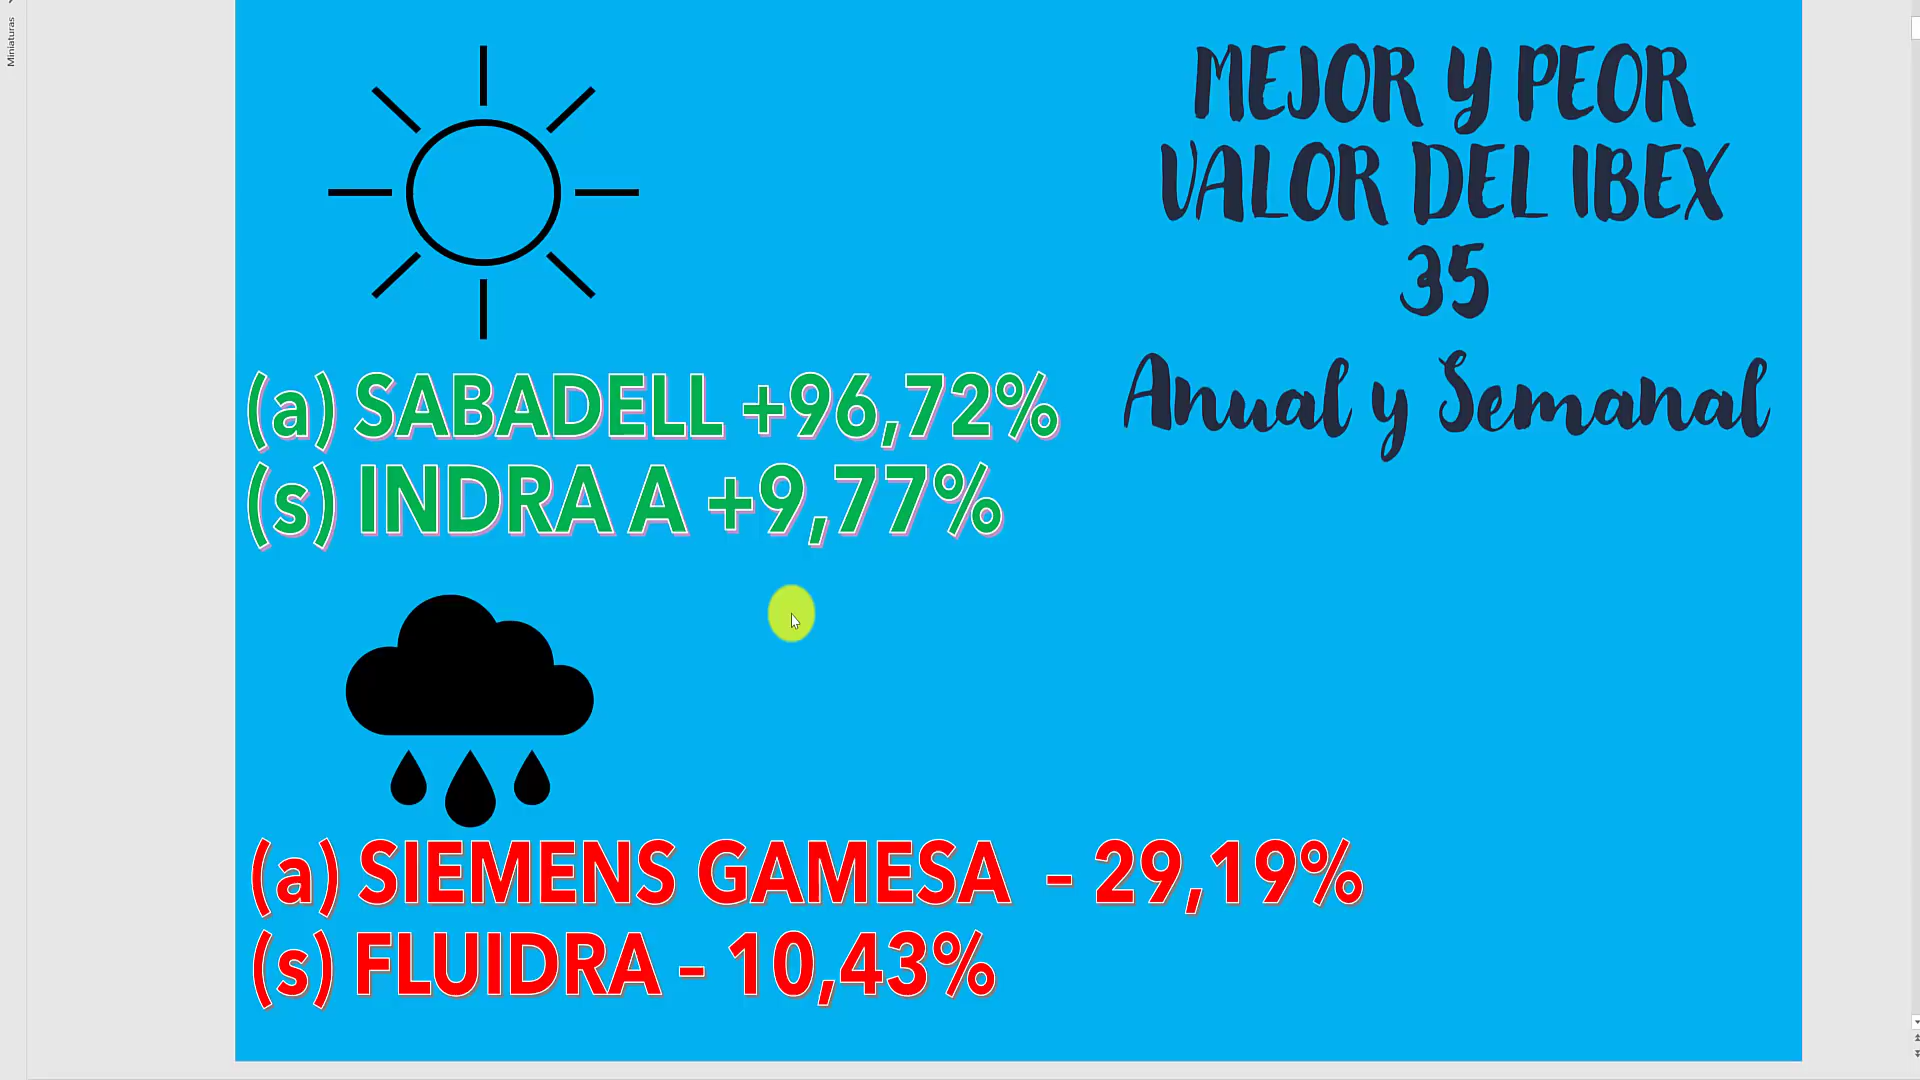 Miniaturas
MEJOR Y PEOR
VALOR DEL IBEX
35
Anual y Semanal
(a) SABADELL +96,72%
(s) INDRA A +9,77%
(a) SIEMENS GAMESA – 29,19%
(s) FLUIDRA – 10,43%